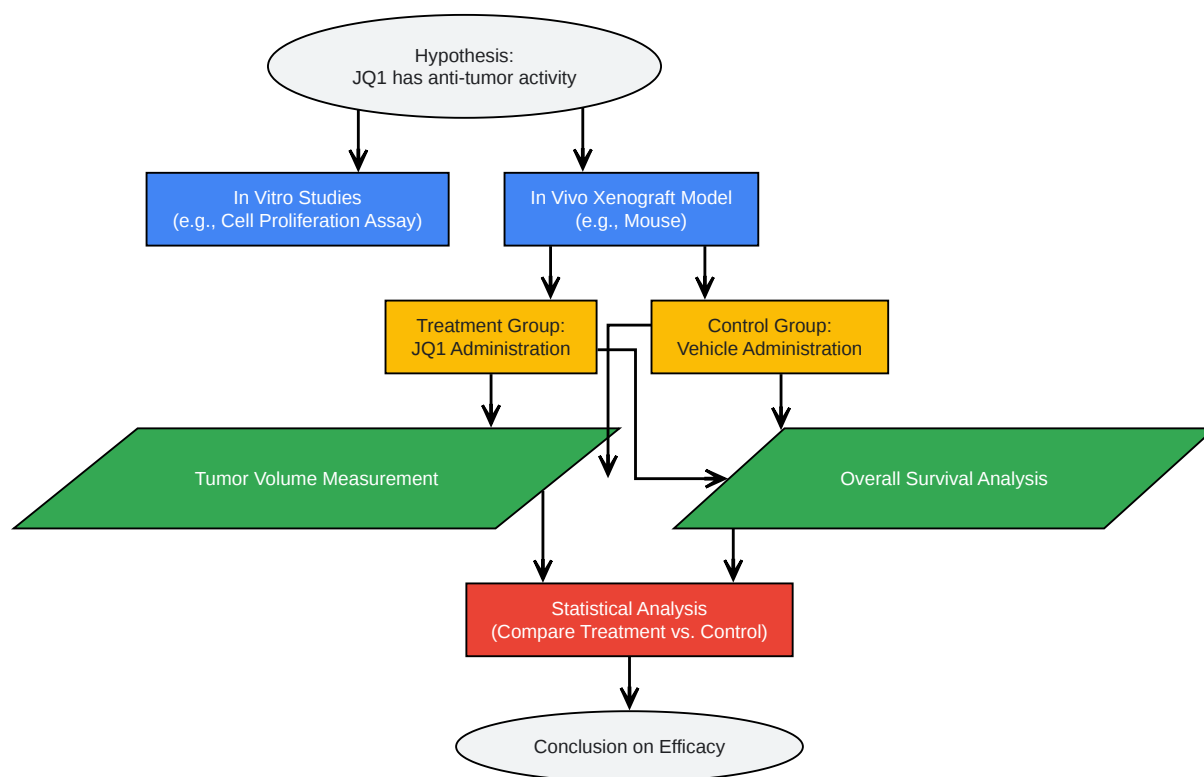 Hypothesis:
JQ1 has anti-tumor activity
In Vitro Studies
(e.g., Cell Proliferation Assay)
In Vivo Xenograft Model
(e.g., Mouse)
Treatment Group:
JQ1 Administration
Control Group:
Vehicle Administration
Tumor Volume Measurement
Overall Survival Analysis
Statistical Analysis
(Compare Treatment vs. Control)
Conclusion on Efficacy